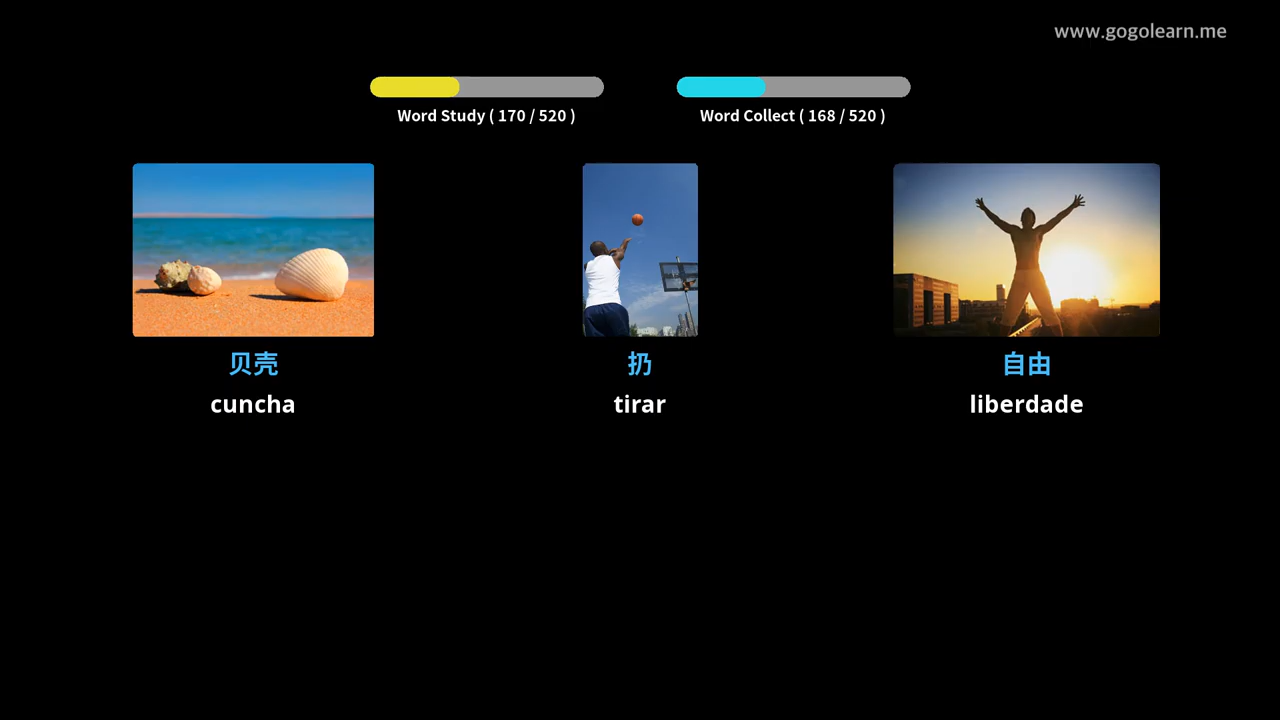 www.gogolearn.me
Word Study ( 170 / 520 )
Word Collect ( 168 / 520 )
贝壳
扔
自由
cuncha
tirar
liberdade